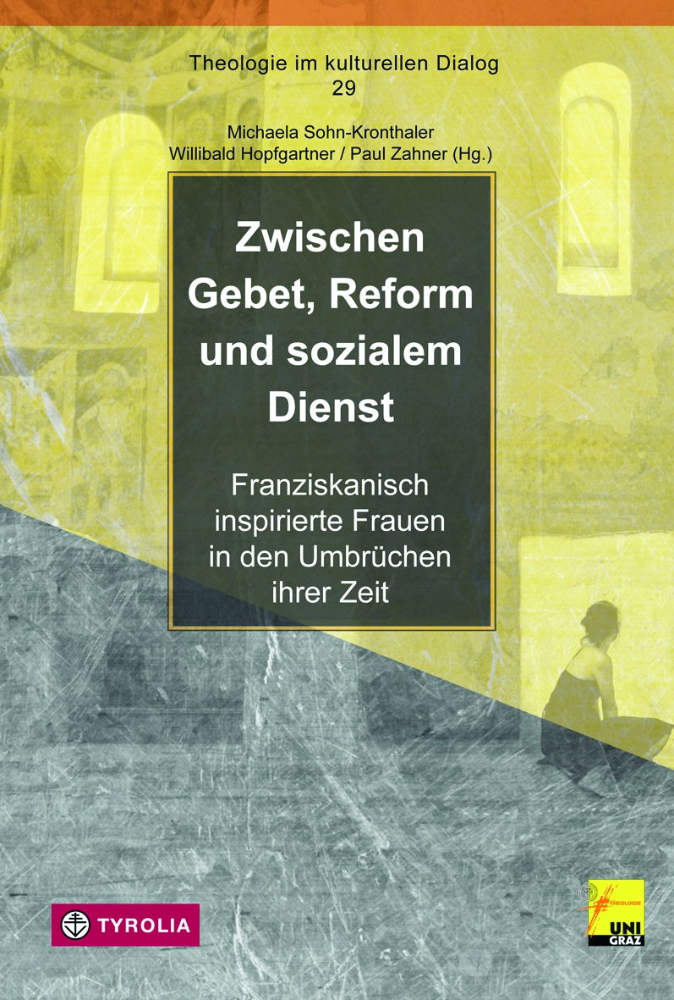 Theologie im kulturellen Dialog
29
Michaela Sohn-Kronthaler
Willibald Hopfgartner / Paul Zahner (Hg.)
Zwischen
Gebet, Reform
und sozialem
Dienst
Franziskanisch
inspirierte Frauen
in den Umbrüchen
ihrer Zeit
TYROLIA
THEOLOGIE
UNI
GRAZ